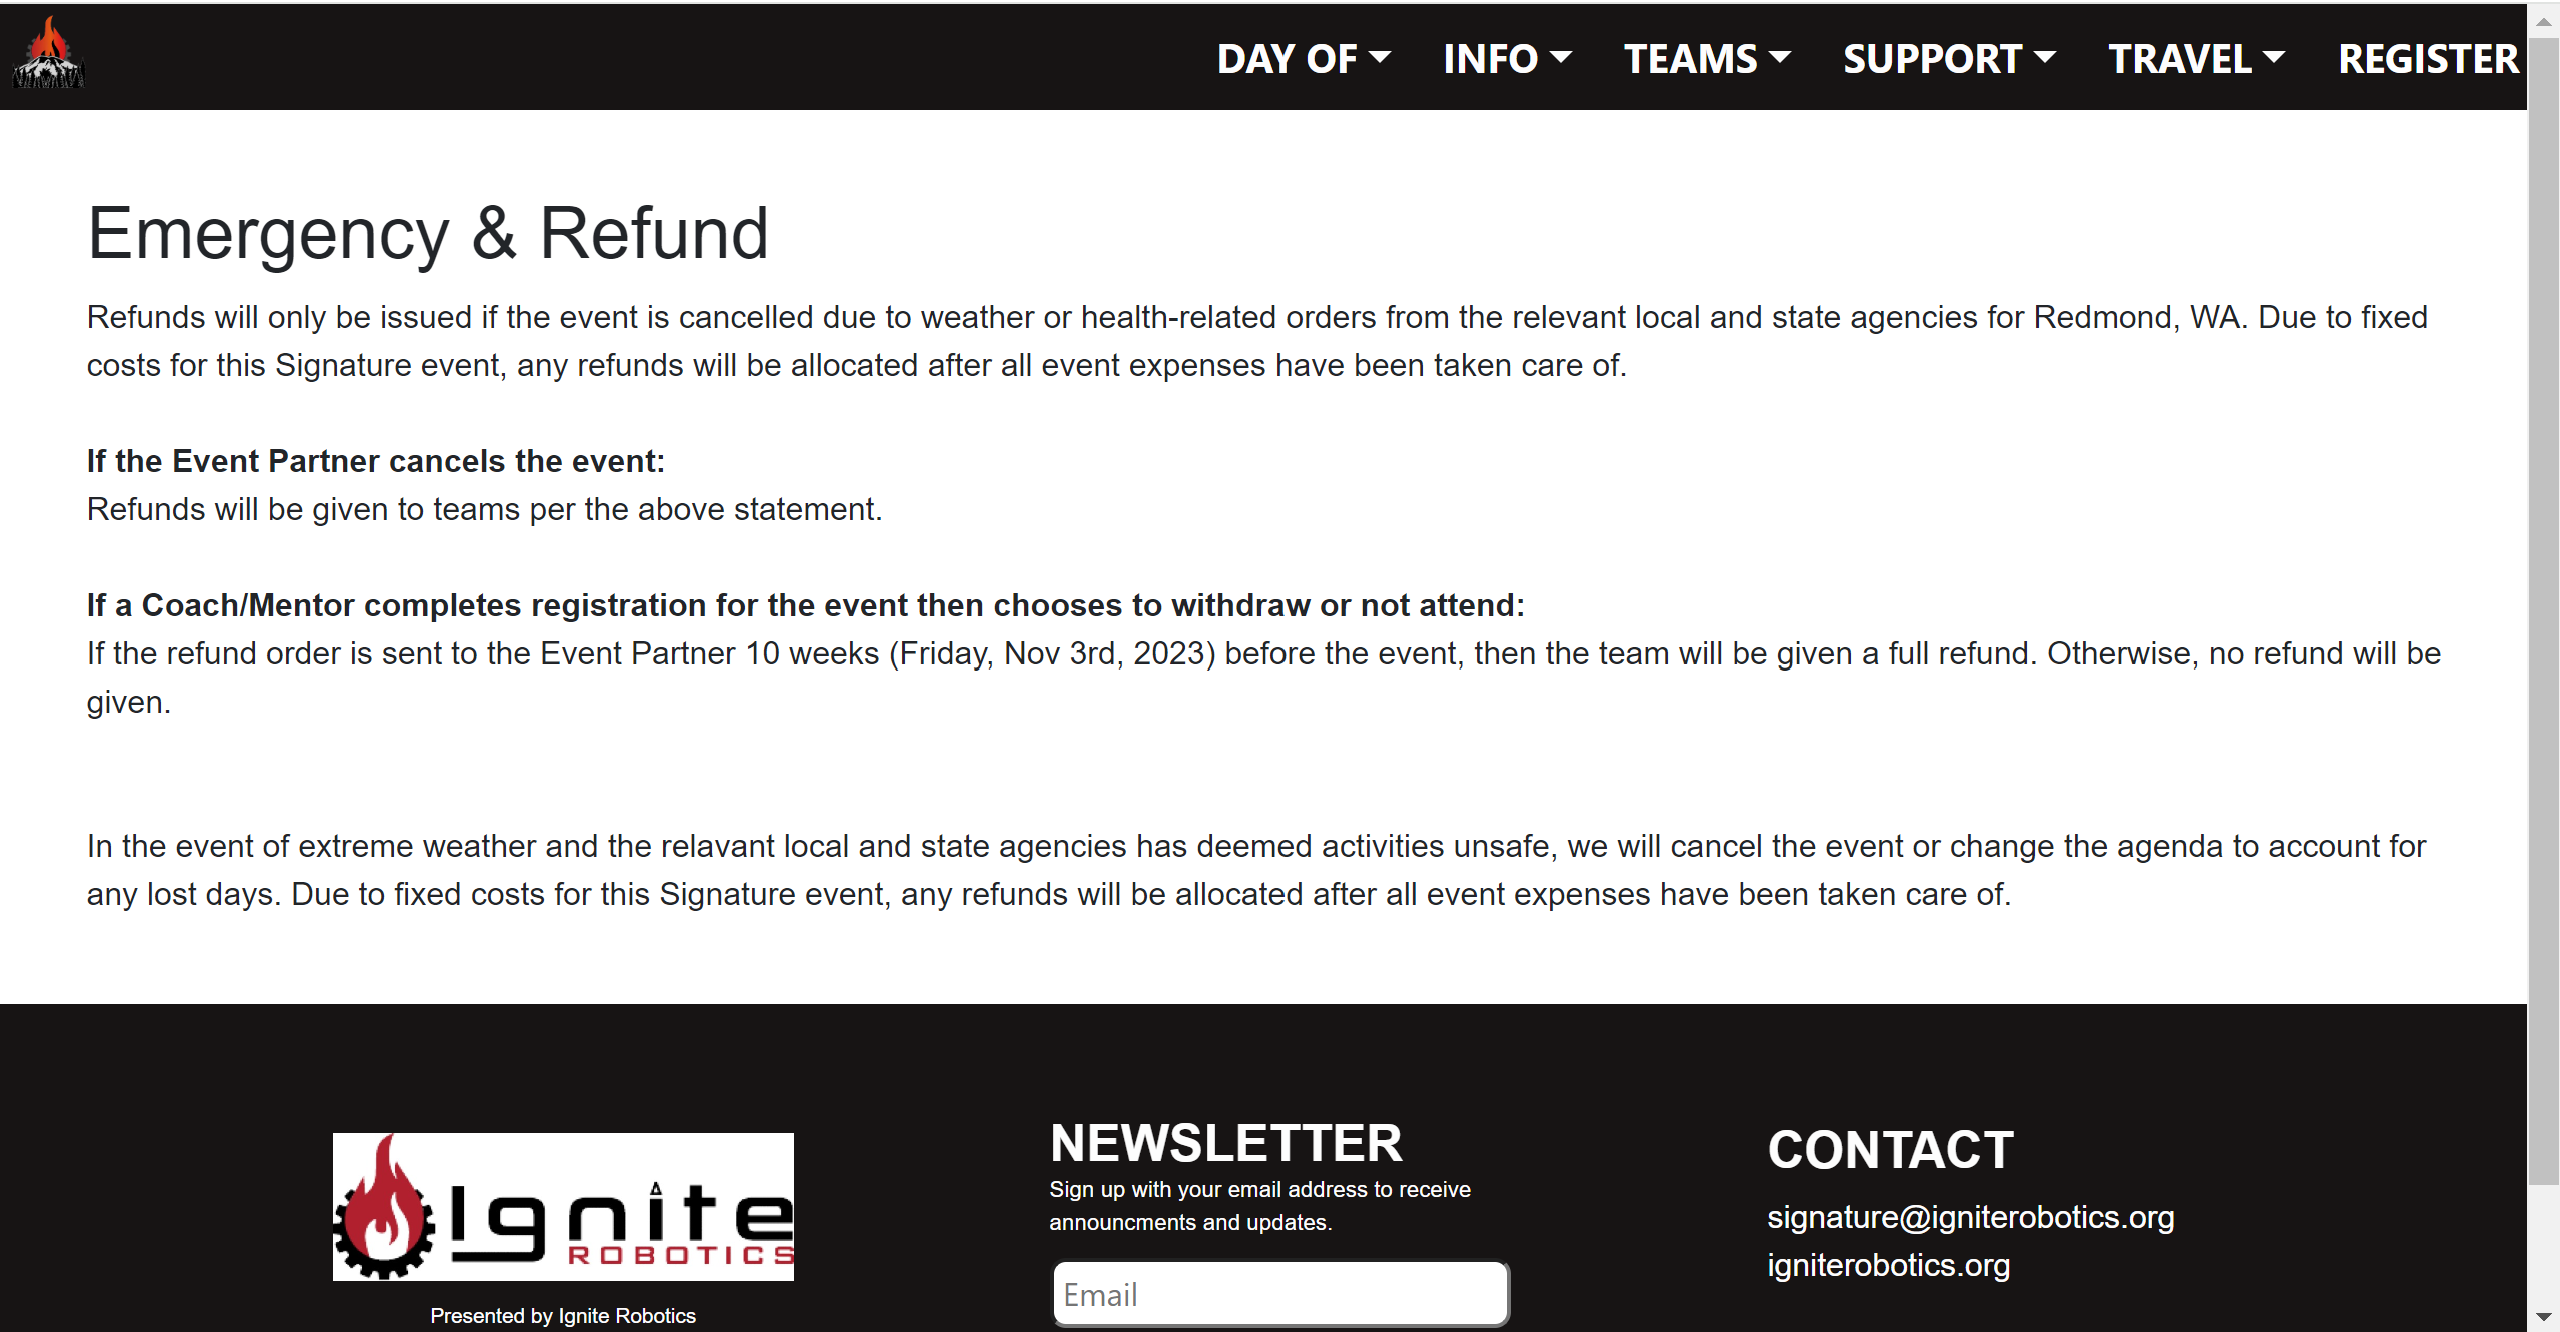 DAY OF INFO TEAMS SUPPORT TRAVEL REGISTER
Emergency & Refund
Refunds will only be issued if the event is cancelled due to weather or health-related orders from the relevant local and state agencies for Redmond, WA. Due to fixed
costs for this Signature event, any refunds will be allocated after all event expenses have been taken care of.
If the Event Partner cancels the event:
Refunds will be given to teams per the above statement.
If a Coach/Mentor completes registration for the event then chooses to withdraw or not attend:
If the refund order is sent to the Event Partner 10 weeks (Friday, Nov 3rd, 2023) before the event, then the team will be given a full refund. Otherwise, no refund will be
given.
In the event of extreme weather and the relavant local and state agencies has deemed activities unsafe, we will cancel the event or change the agenda to account for
any lost days. Due to fixed costs for this Signature event, any refunds will be allocated after all event expenses have been taken care of.
Ignite
ROBOTICS
Presented by Ignite Robotics
NEWSLETTER
Sign up with your email address to receive
announcments and updates.
Email
CONTACT
signature@igniterobotics.org
igniterobotics.org